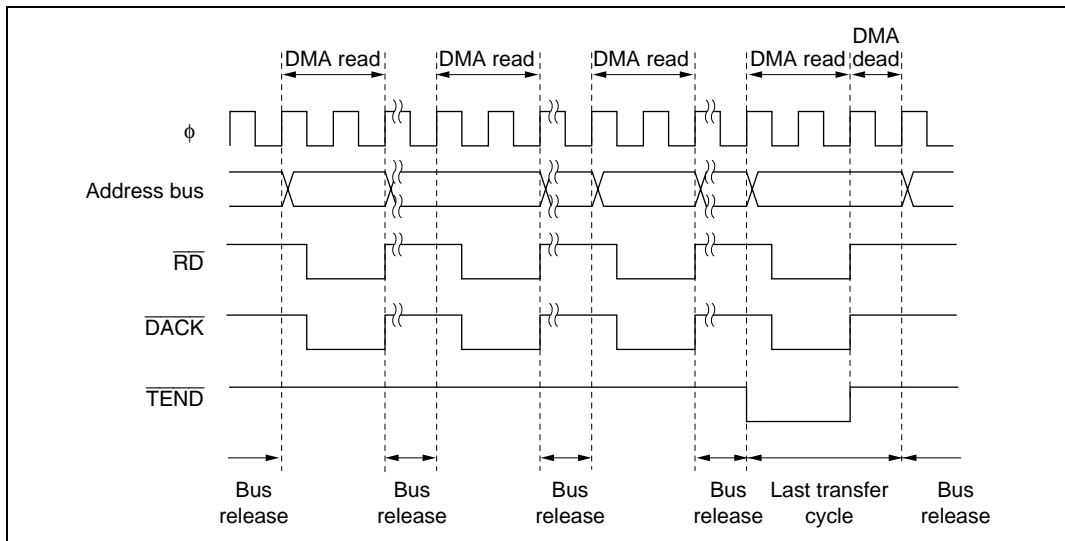 DMA
dead
DMA read DMA read DMA read DMA read
ϕ
Address bus
RD
DACK
TEND
Bus release
Bus release
Bus release
Bus release
Last transfer cycle
Bus release